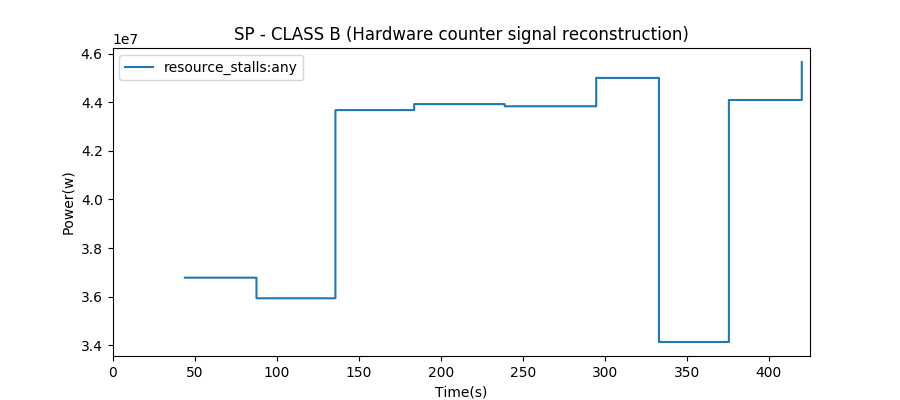 SP - CLASS B (Hardware counter signal reconstruction)
1e7
resource_stalls:any
4.6
4.4
4.2
4.0
3.8
3.6
3.4
Power(w)
0 50 100 150 200 250 300 350 400
Time(s)